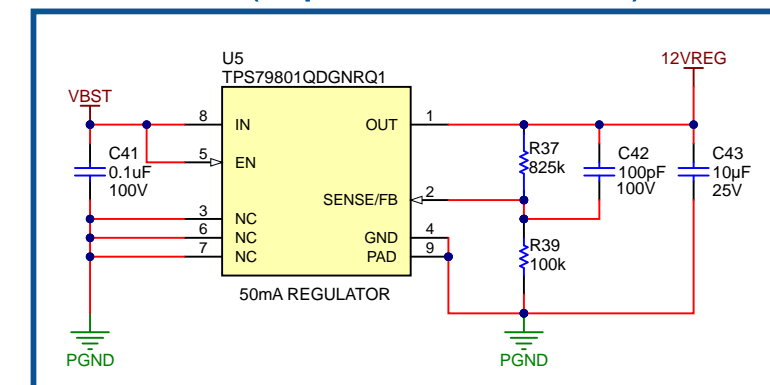 U5
TPS79801QDGNRQ1
12VREG
VBST
8
IN
OUT
1
C41
0.1uF
100V
5
EN
R37
825k
C42
100pF
100V
C43
10µF
25V
SENSE/FB
2
3
NC
6
NC
7
NC
GND
4
PAD
9
R39
100k
50mA REGULATOR
PGND
PGND